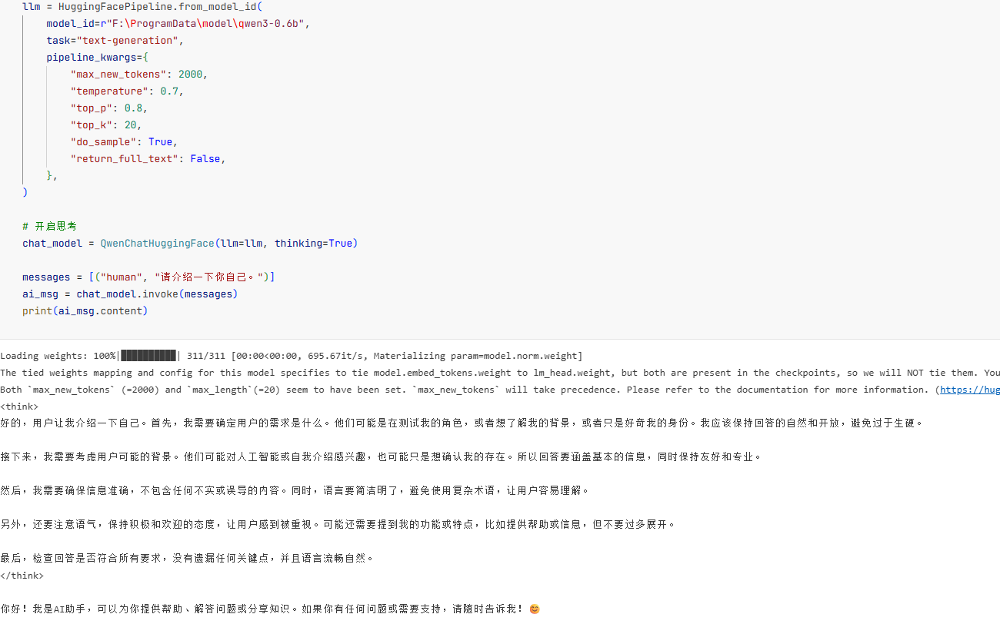 llm = HuggingFacePipeline.from_model_id(
    model_id=r"F:\ProgramData\model\qwen3-0.6b",
    task="text-generation",
    pipeline_kwargs={
        "max_new_tokens": 2000,
        "temperature": 0.7,
        "top_p": 0.8,
        "top_k": 20,
        "do_sample": True,
        "return_full_text": False,
    },
)
# 开启思考
chat_model = QwenChatHuggingFace(llm=llm, thinking=True)
messages = [("human", "请介绍一下你自己。")]
ai_msg = chat_model.invoke(messages)
print(ai_msg.content)
Loading weights: 100%|██████████| 311/311 [00:00<00:00, 695.67it/s, Materializing param=model.norm.weight]
The tied weights mapping and config for this model specifies to tie model.embed_tokens.weight to lm_head.weight, but both are present in the checkpoints, so we will NOT tie them. You
Both `max_new_tokens` (=2000) and `max_length`(=20) seem to have been set. `max_new_tokens` will take precedence. Please refer to the documentation for more information. (https://hug
<think>
好的，用户让我介绍一下自己。首先，我需要确定用户的需求是什么。他们可能是在测试我的角色，或者想了解我的背景，或者只是好奇我的身份。我应该保持回答的自然和开放，避免过于生硬。
接下来，我需要考虑用户可能的背景。他们可能对人工智能或自我介绍感兴趣，也可能只是想确认我的存在。所以回答要涵盖基本的信息，同时保持友好和专业。
然后，我需要确保信息准确，不包含任何不实或误导的内容。同时，语言要简洁明了，避免使用复杂术语，让用户容易理解。
另外，还要注意语气，保持积极和欢迎的态度，让用户感到被重视。可能还需要提到我的功能或特点，比如提供帮助或信息，但不要过多展开。
最后，检查回答是否符合所有要求，没有遗漏任何关键点，并且语言流畅自然。
</think>
你好！我是AI助手，可以为你提供帮助、解答问题或分享知识。如果你有任何问题或需要支持，请随时告诉我！😊